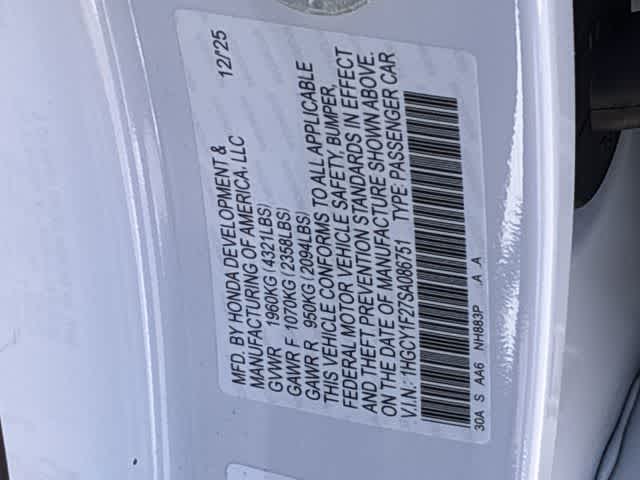 MFD. BY HONDA DEVELOPMENT & 12/'25
MANUFACTURING OF AMERICA, LLC
GVWR 1960KG (4321LBS)
GAWR F 1070KG (2358LBS)
GAWR R 950KG (2094LBS)
THIS VEHICLE CONFORMS TO ALL APPLICABLE
FEDERAL MOTOR VEHICLE SAFETY, BUMPER,
AND THEFT PREVENTION STANDARDS IN EFFECT
ON THE DATE OF MANUFACTURE SHOWN ABOVE.
V.I.N.: 1HGCY1F27SA086751 TYPE: PASSENGER CAR
30A S AA6 NH883P A A